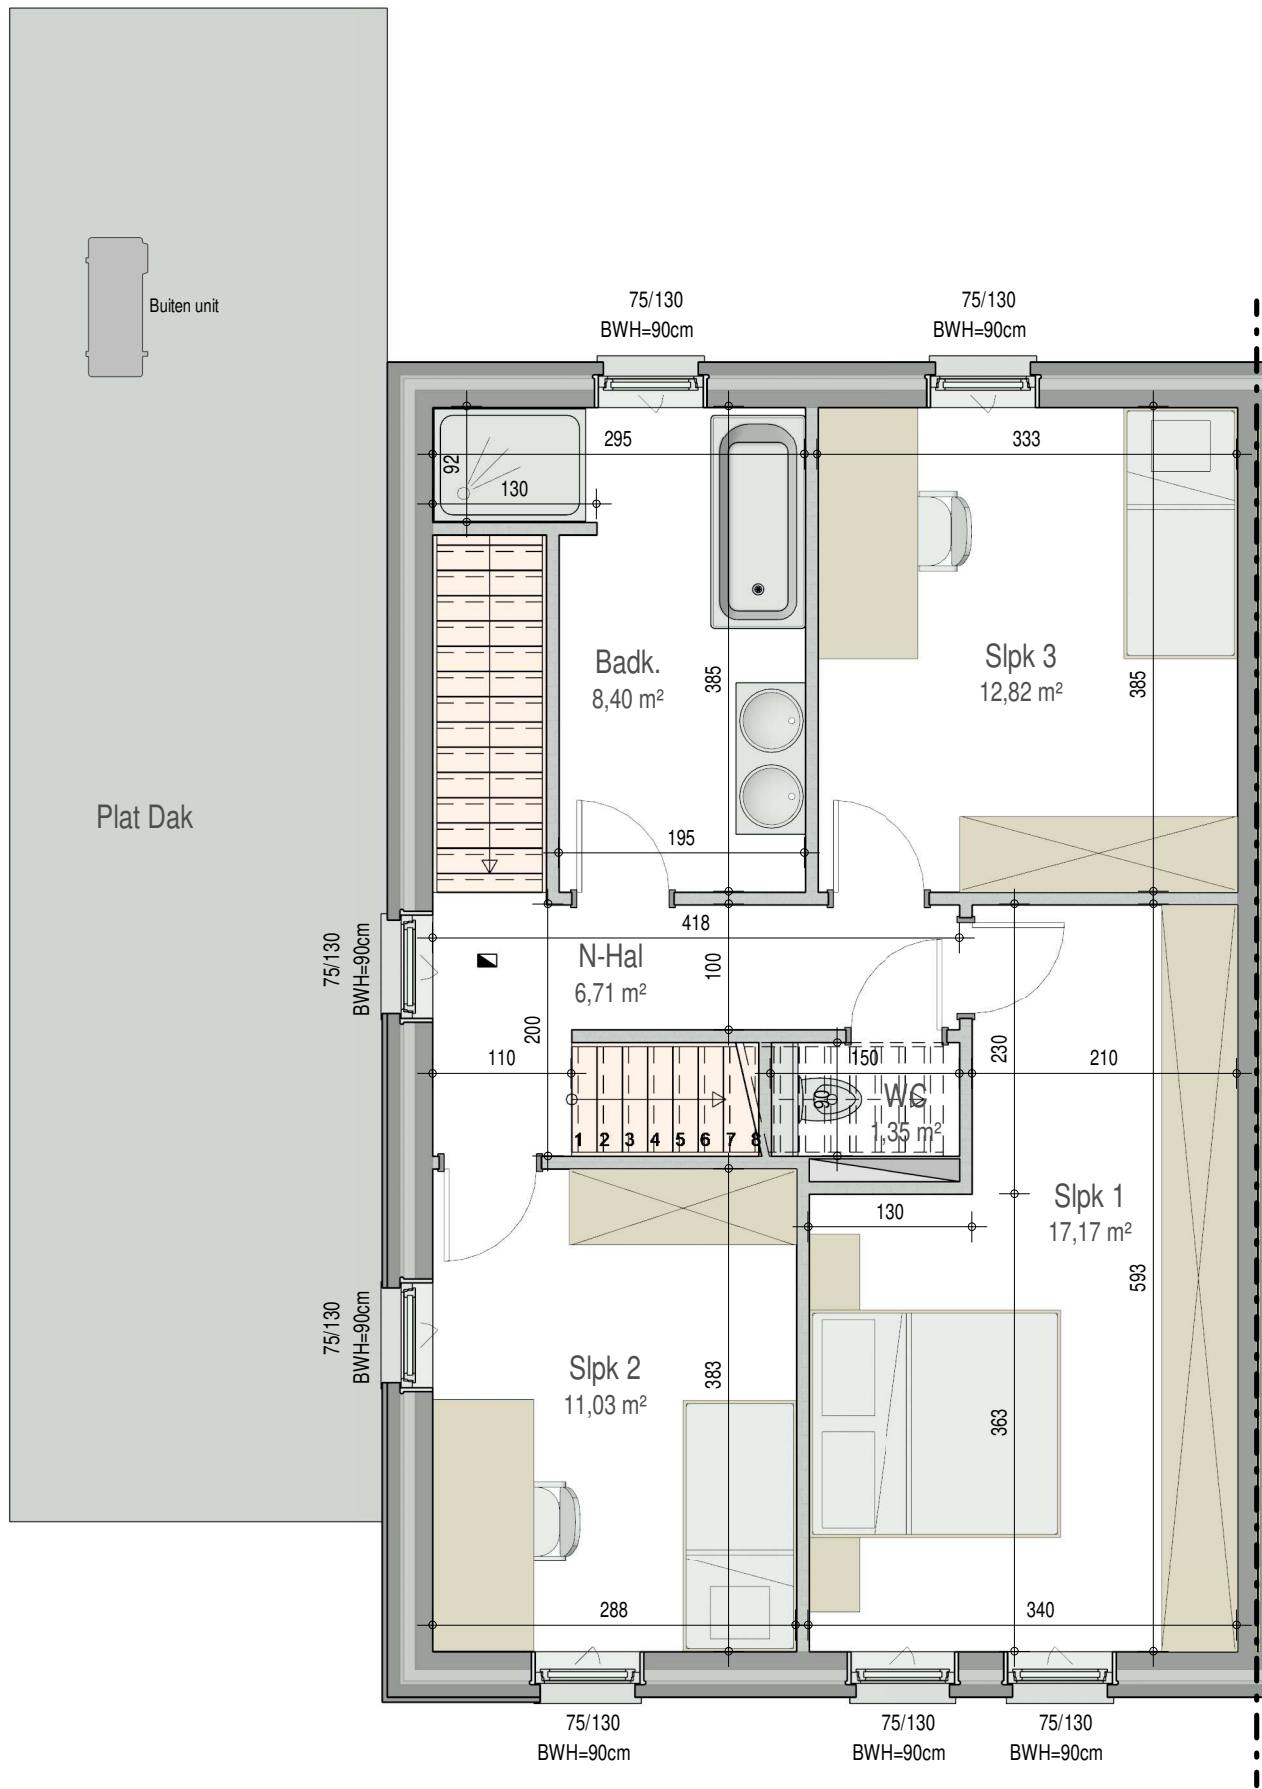 Buiten unit
75/130
BWH=90cm
75/130
BWH=90cm
295
333
92
130
Badk.
8,40 m²
385
Slpk 3
12,82 m²
385
Plat Dak
195
418
75/130
BWH=90cm
N-Hal
6,71 m²
100
200
110
150
230
210
90
WC
1,35 m²
1 2 3 4 5 6 7 8
130
Slpk 1
17,17 m²
593
75/130
BWH=90cm
Slpk 2
11,03 m²
383
363
288
340
75/130
BWH=90cm
75/130
BWH=90cm
75/130
BWH=90cm